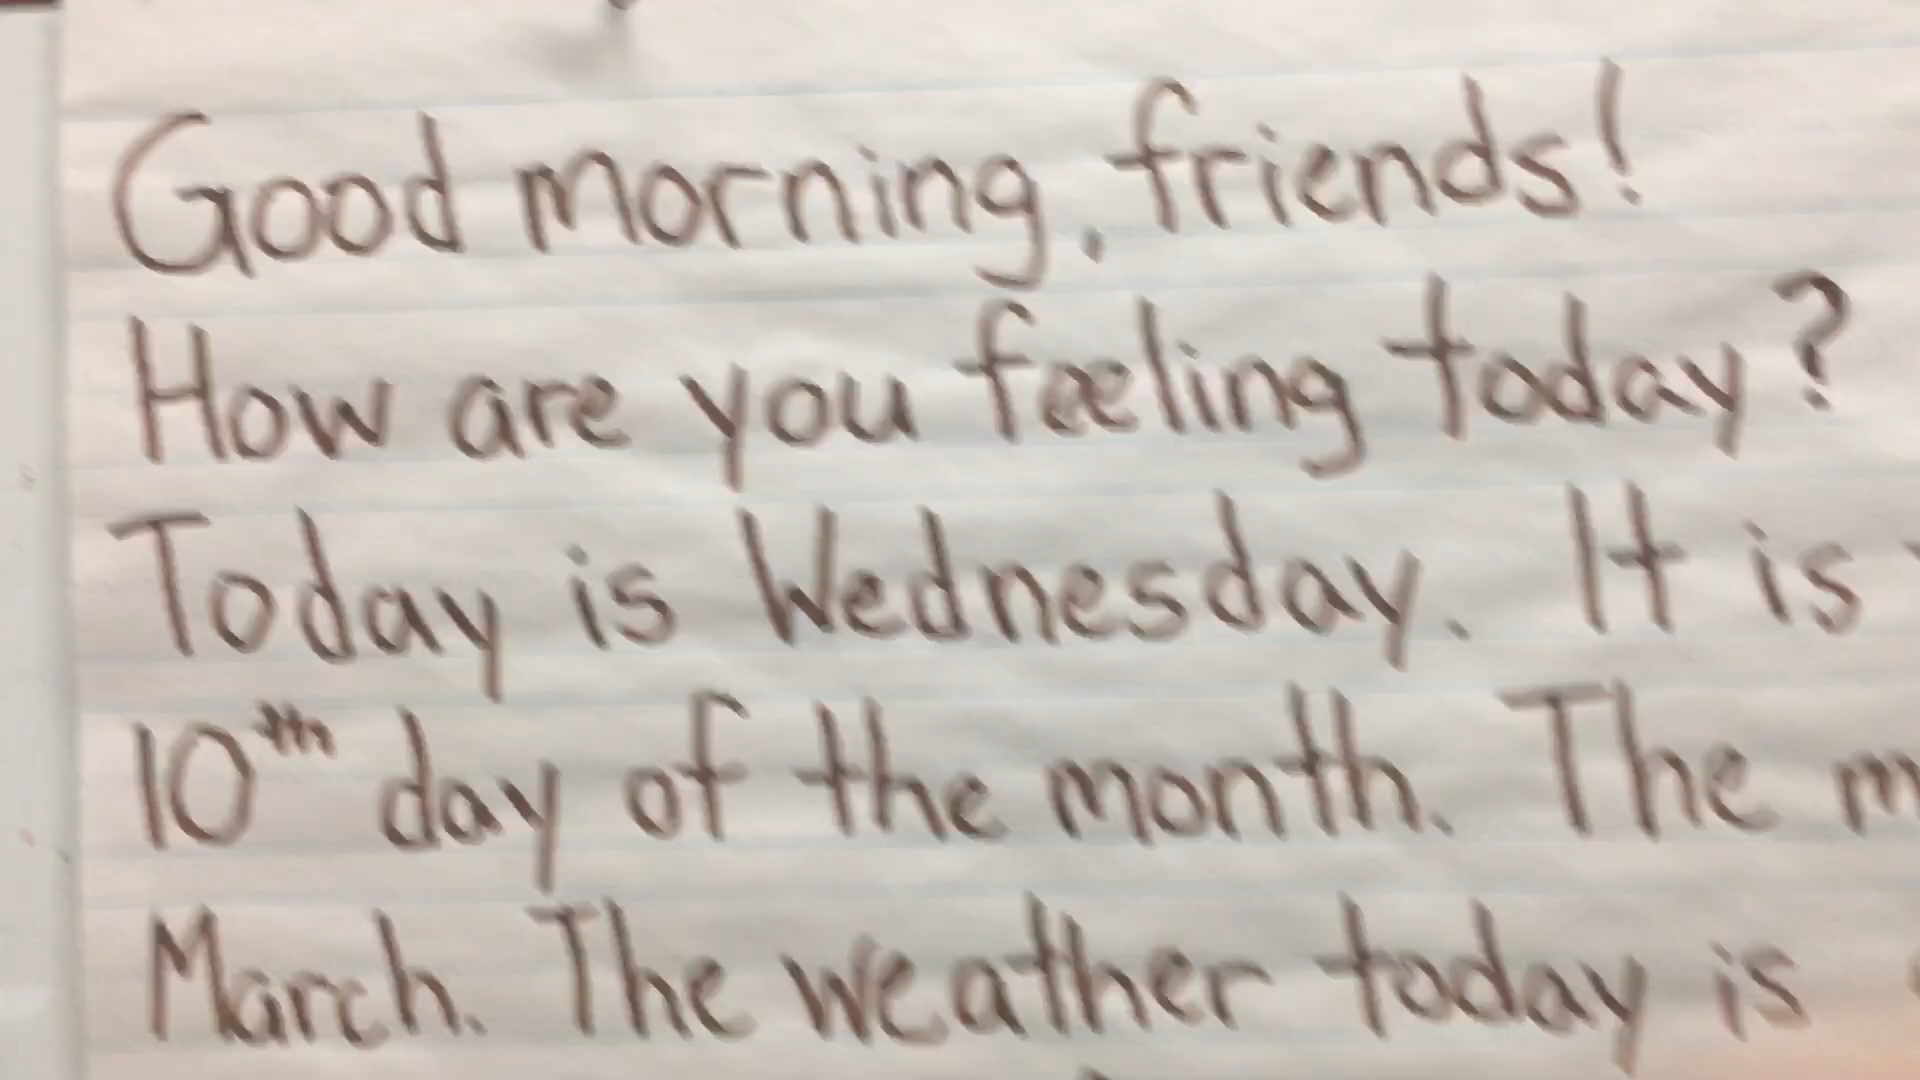 Good morning, friends!
How are you feeling today?
Today is Wednesday. It is
10th day of the month. The
March. The weather today is